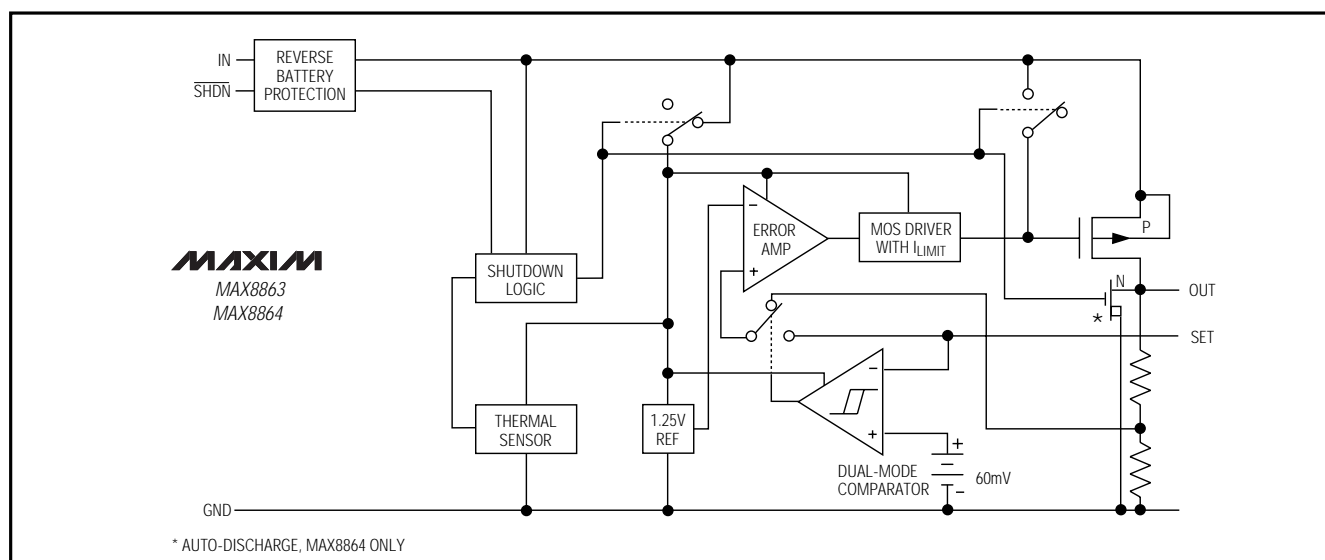 IN
REVERSE
BATTERY
PROTECTION
SHDN
MAXIM
MAX8863
MAX8864
SHUTDOWN
LOGIC
−
ERROR
AMP
+
MOS DRIVER
WITH ILIMIT
P
N
OUT
*
SET
THERMAL
SENSOR
1.25V
REF
−
+
DUAL-MODE
COMPARATOR
+
60mV
−
GND
* AUTO-DISCHARGE, MAX8864 ONLY